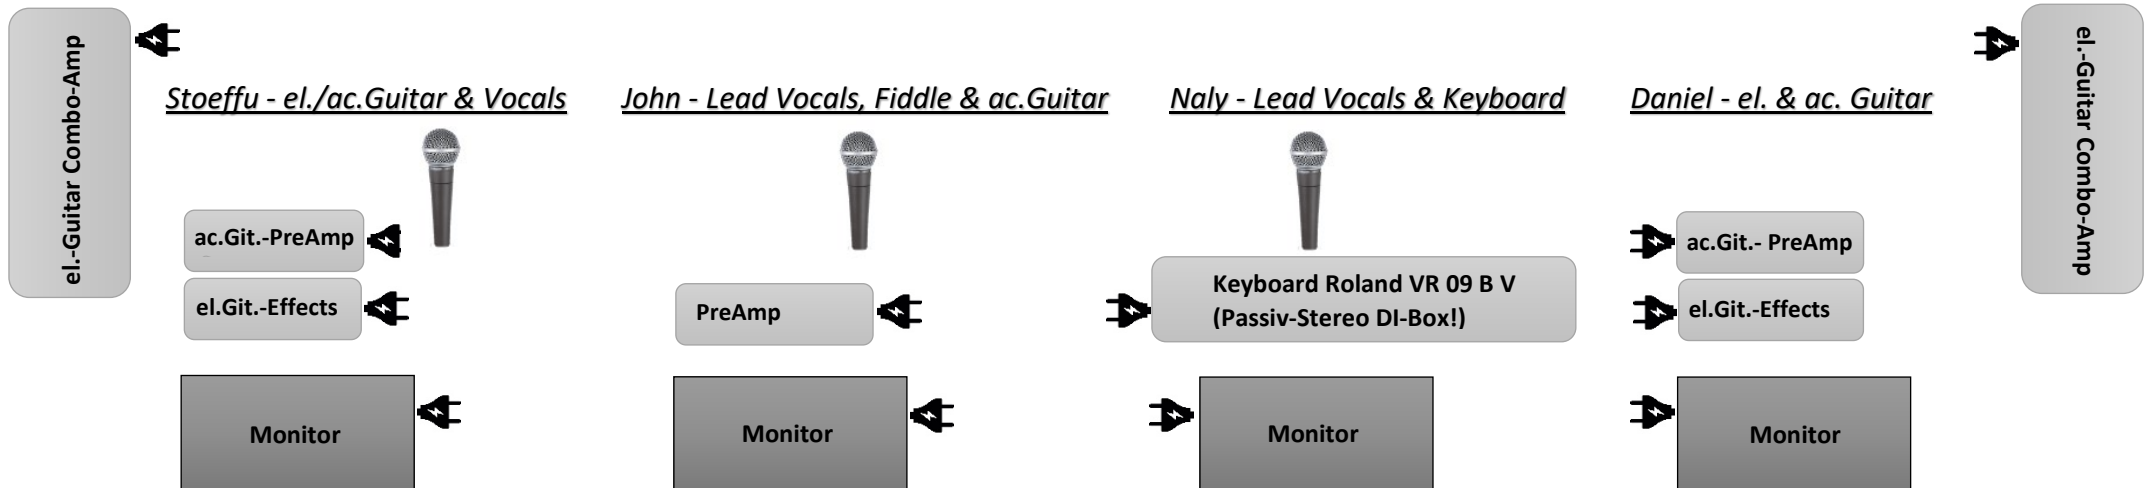 el.-Guitar Combo-Amp
Stoeffu - el./ac.Guitar & Vocals
John - Lead Vocals, Fiddle & ac.Guitar
Naly - Lead Vocals & Keyboard
Daniel - el. & ac. Guitar
el.-Guitar Combo-Amp
ac.Git.-PreAmp
el.Git.-Effects
PreAmp
Keyboard Roland VR 09 B V
(Passiv-Stereo DI-Box!)
ac.Git.- PreAmp
el.Git.-Effects
Monitor
Monitor
Monitor
Monitor